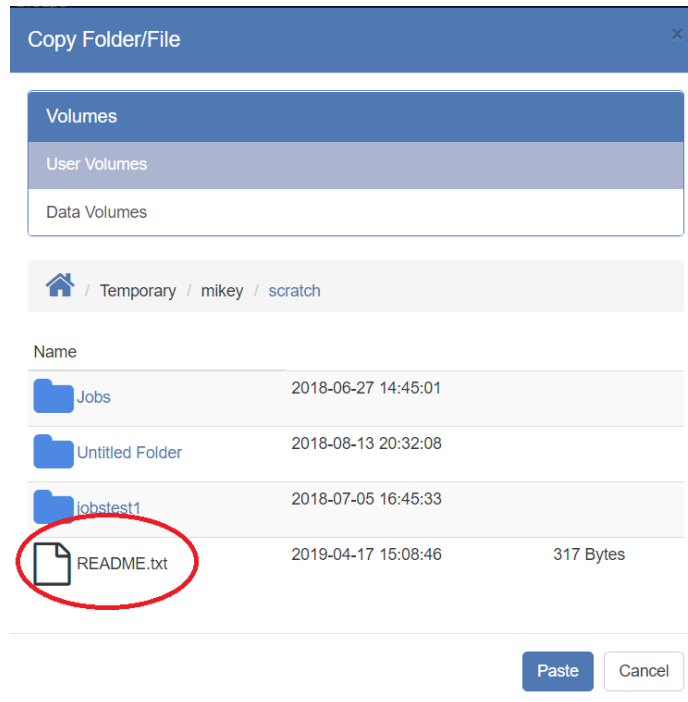 Copy Folder/File ×
Volumes
User Volumes
Data Volumes
/ Temporary / mikey / scratch
Name
Jobs 2018-06-27 14:45:01
Untitled Folder 2018-08-13 20:32:08
jobstest1 2018-07-05 16:45:33
README.txt 2019-04-17 15:08:46 317 Bytes
Paste Cancel